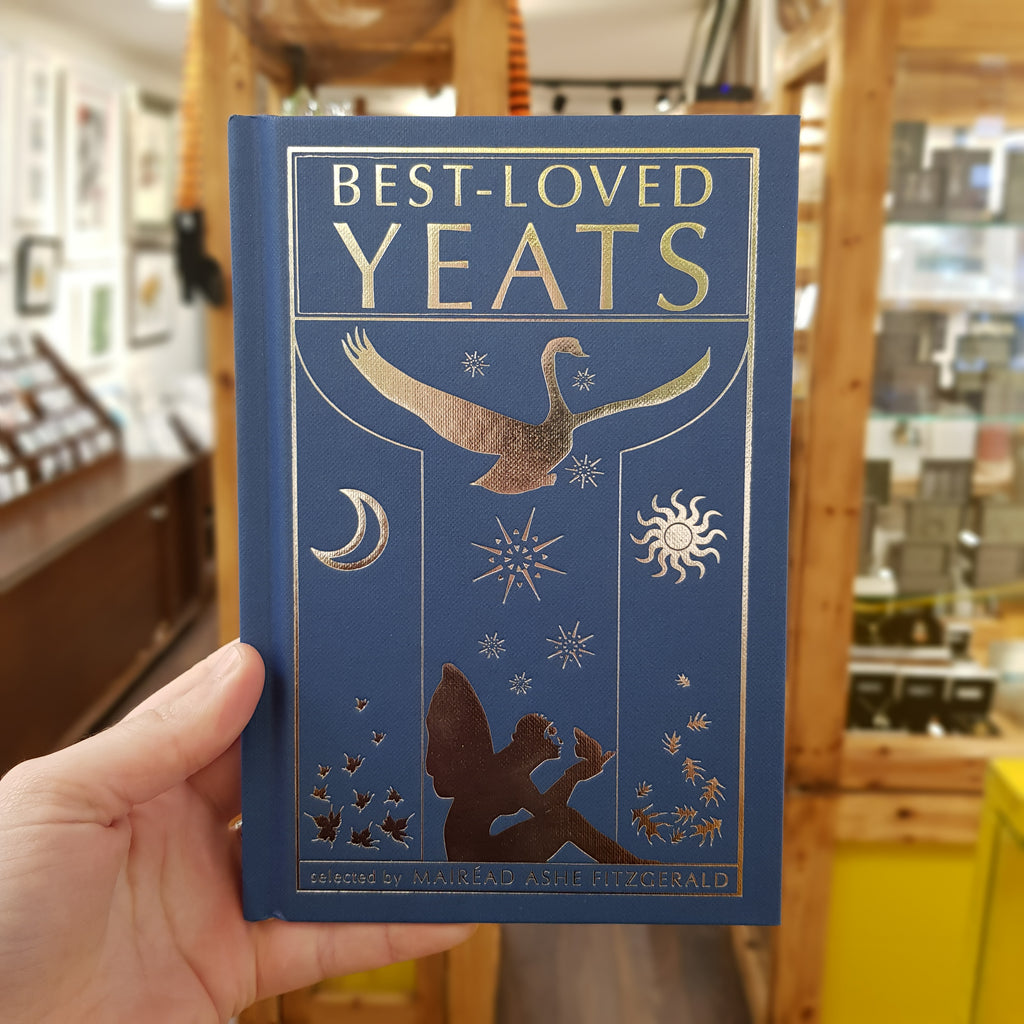 BEST-LOVED
YEATS
selected by MAIRÉAD ASHE FITZGERALD